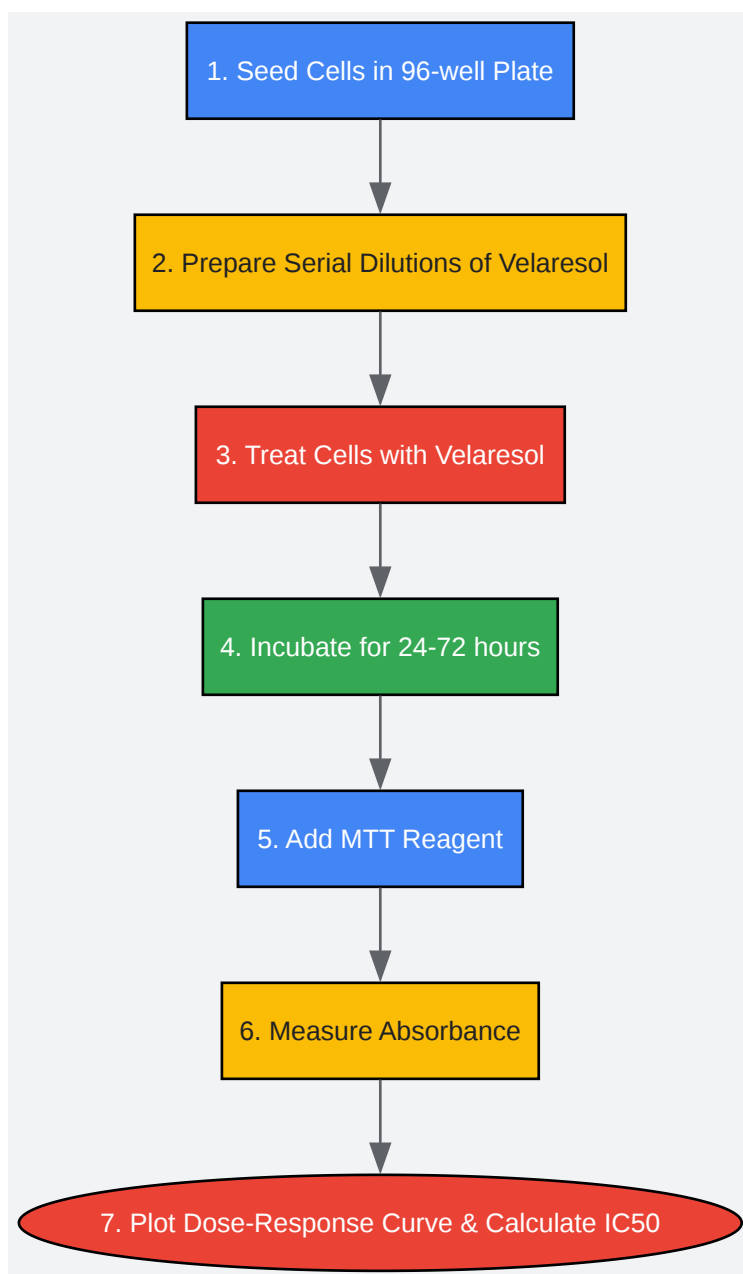 1. Seed Cells in 96-well Plate
2. Prepare Serial Dilutions of Velaresol
3. Treat Cells with Velaresol
4. Incubate for 24-72 hours
5. Add MTT Reagent
6. Measure Absorbance
7. Plot Dose-Response Curve & Calculate IC50